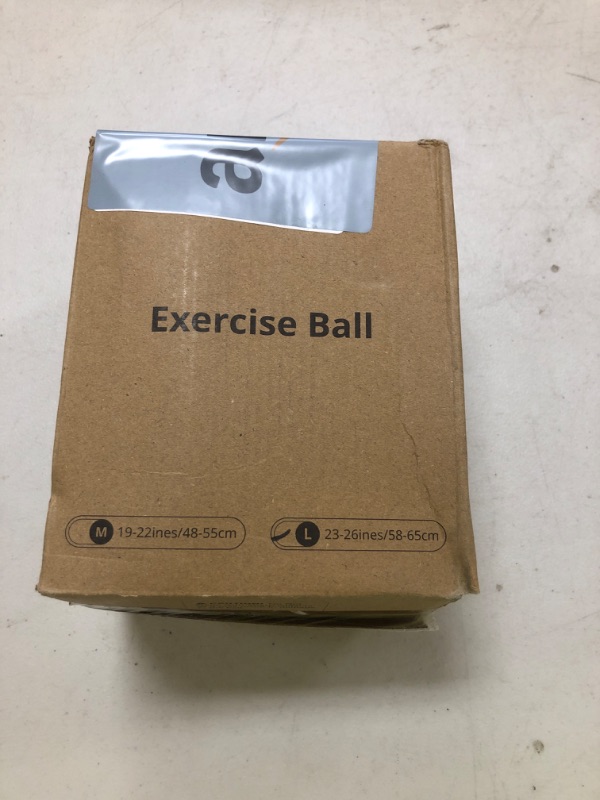 a
Exercise Ball
M 19-22ines/48-55cm
L 23-26ines/58-65cm